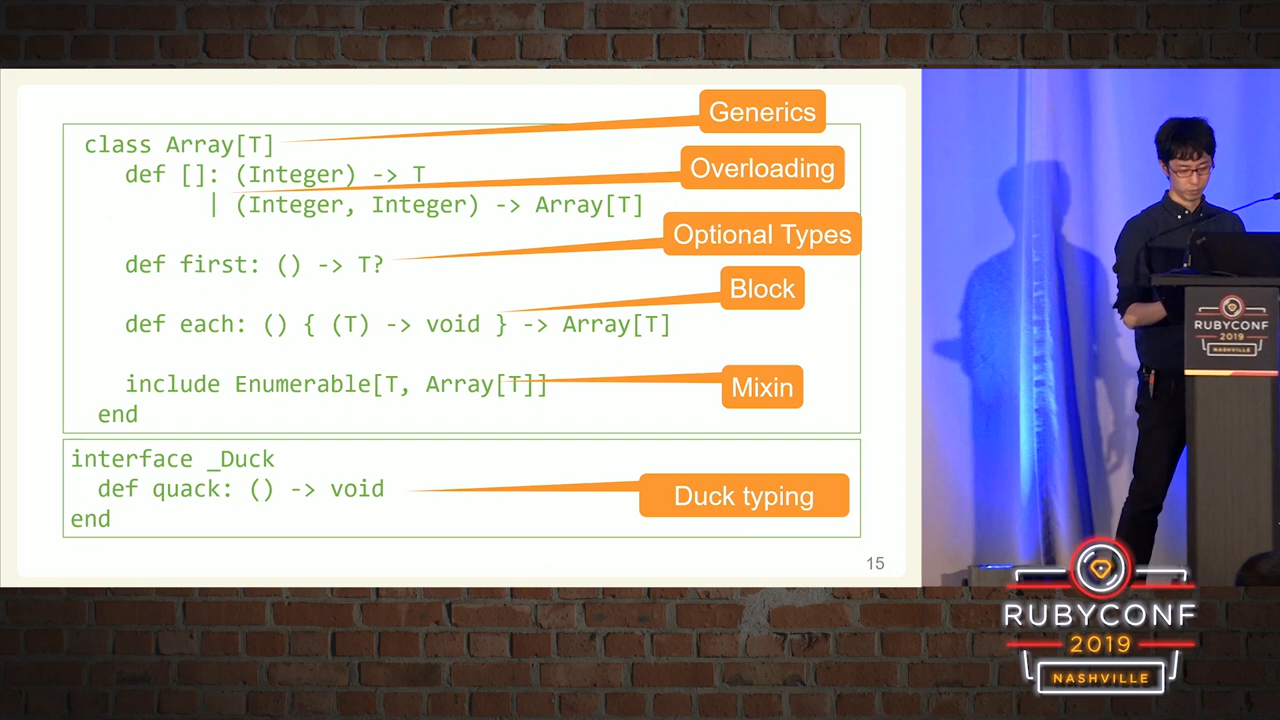 class Array[T]
def []: (Integer) -> T
| (Integer, Integer) -> Array[T]
def first: () -> T?
def each: () { (T) -> void } -> Array[T]
include Enumerable[T, Array[T]]
end
interface _Duck
def quack: () -> void
end
Generics
Overloading
Optional Types
Block
Mixin
Duck typing
15
RUBYCONF
2019
NASHVILLE
RUBYCONF
2019
NASHVILLE